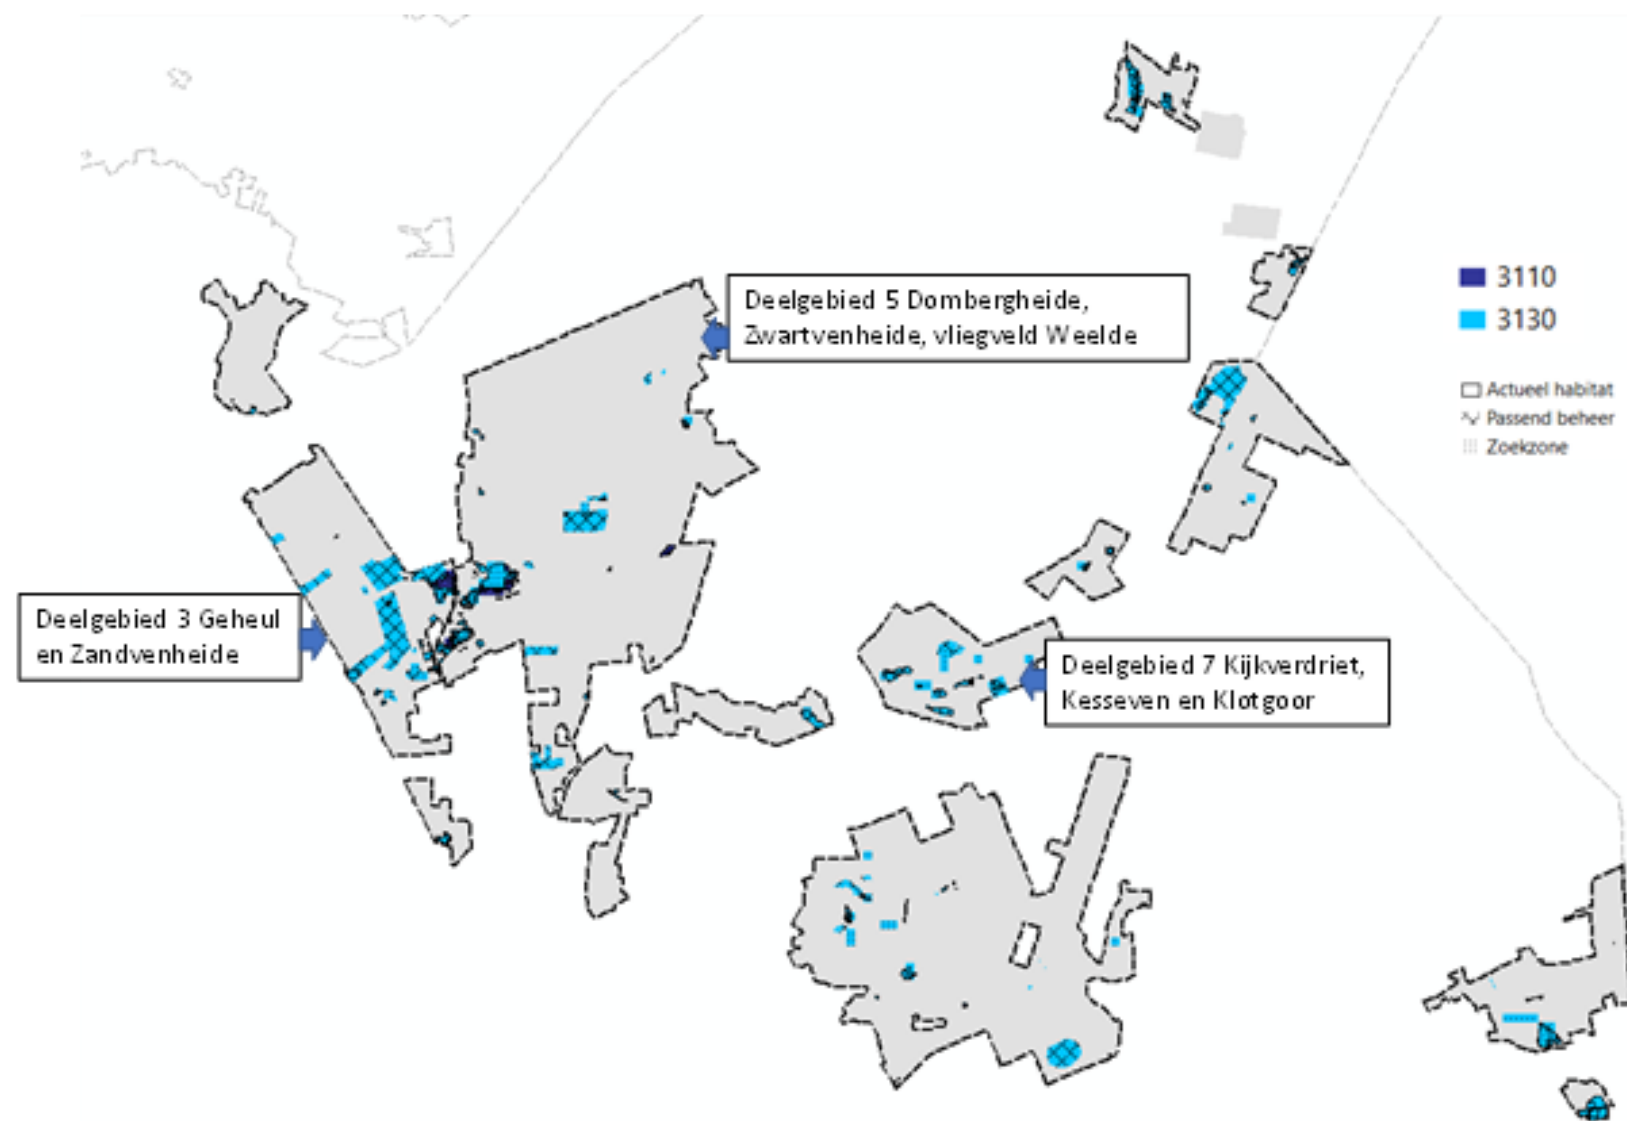 Deelgebied 5 Dombergheide,
Zwartvenheide, vliegveld Weelde
3110
3130
Actueel habitat
Passend beheer
Zoekzone
Deelgebied 3 Geheul
en Zandvenheide
Deelgebied 7 Kijkverdriet,
Kesseven en Klotgoor